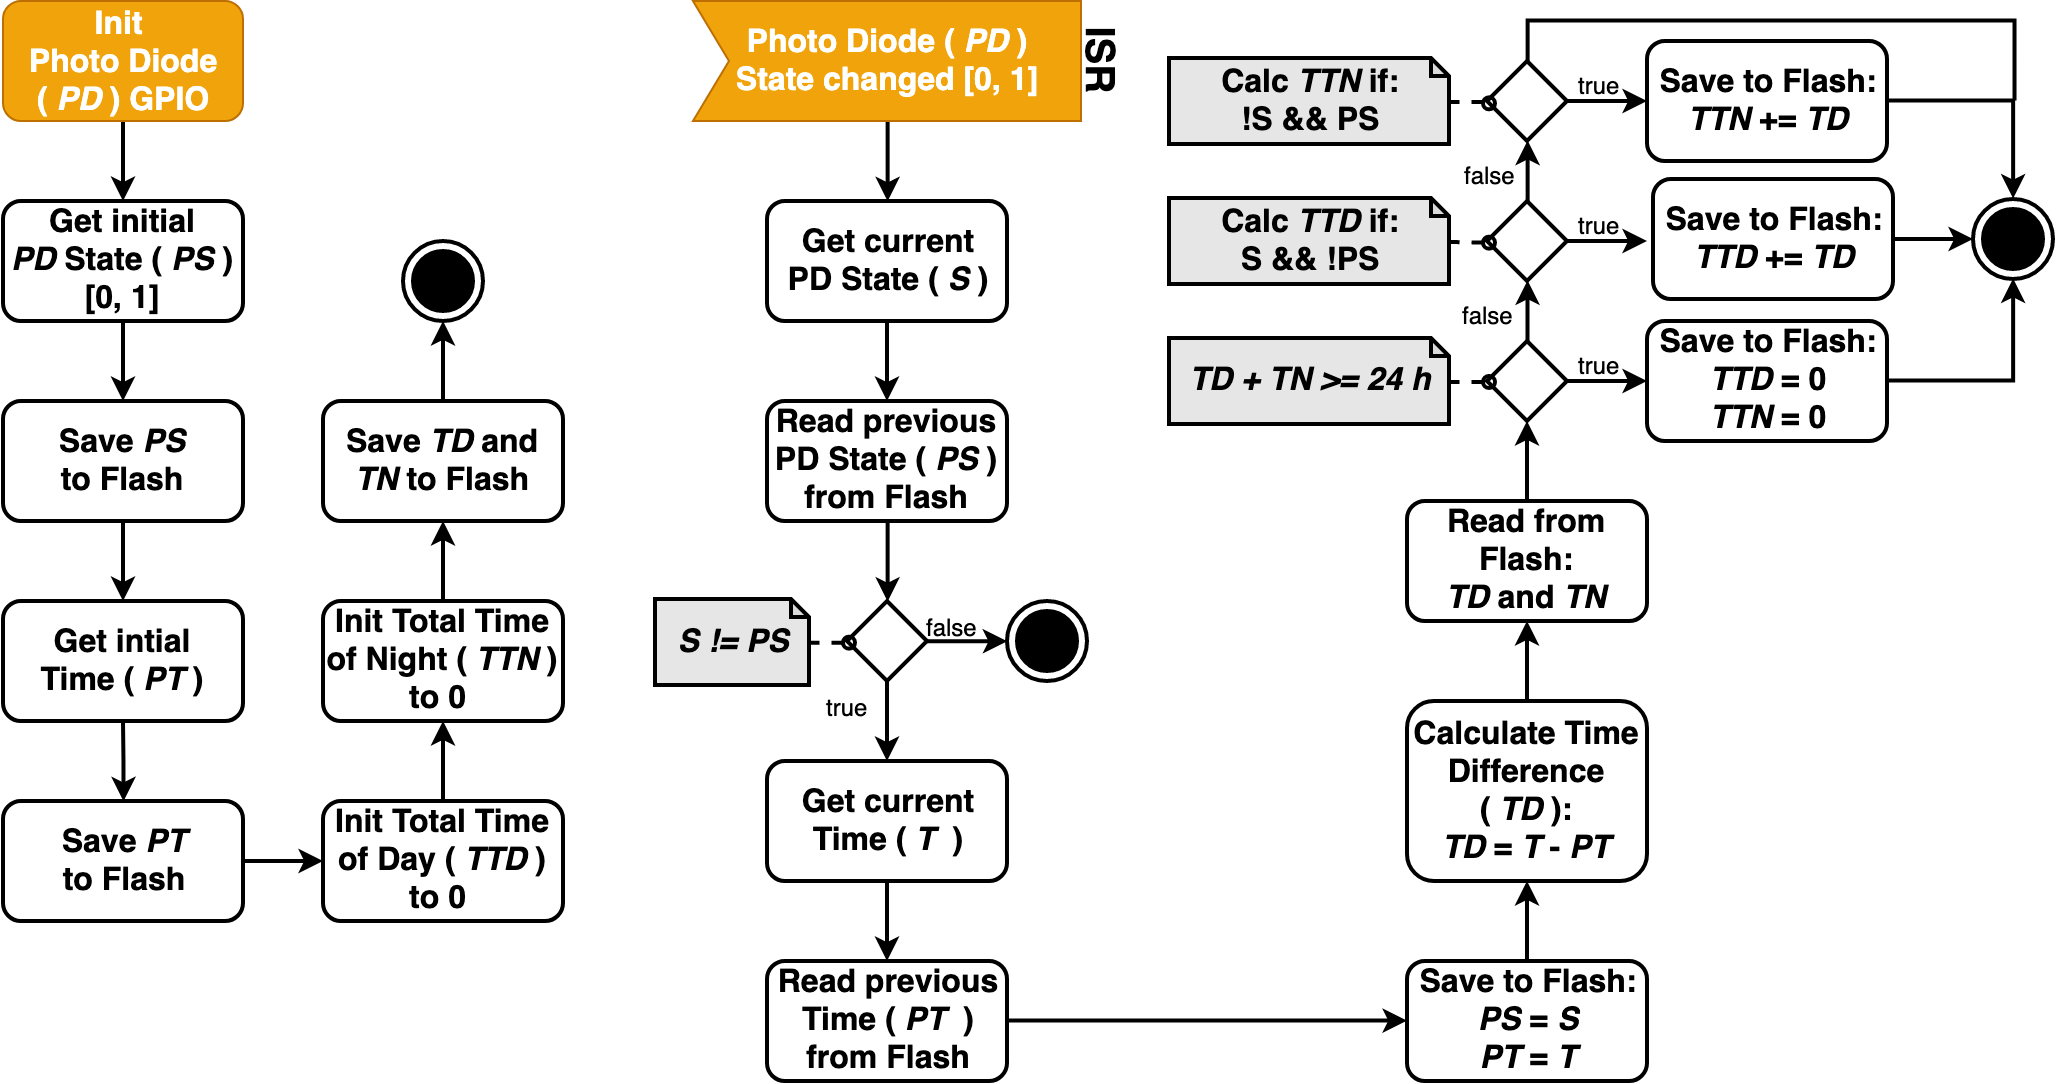 Init
Photo Diode
( PD ) GPIO
Get initial
PD State ( PS )
[0, 1]
Save PS
to Flash
Get intial
Time ( PT )
Save PT
to Flash
Init Total Time
of Day ( TTD )
to 0
Init Total Time
of Night ( TTN )
to 0
Save TD and
TN to Flash
Photo Diode ( PD )
State changed [0, 1]
ISR
Get current
PD State ( S )
Read previous
PD State ( PS )
from Flash
S != PS
false
true
Get current
Time ( T )
Read previous
Time ( PT )
from Flash
Save to Flash:
PS = S
PT = T
Calculate Time
Difference
( TD ):
TD = T - PT
Read from
Flash:
TD and TN
TD + TN >= 24 h
true
Save to Flash:
TTD = 0
TTN = 0
false
Calc TTD if:
S && !PS
true
Save to Flash:
TTD += TD
false
Calc TTN if:
!S && PS
true
Save to Flash:
TTN += TD